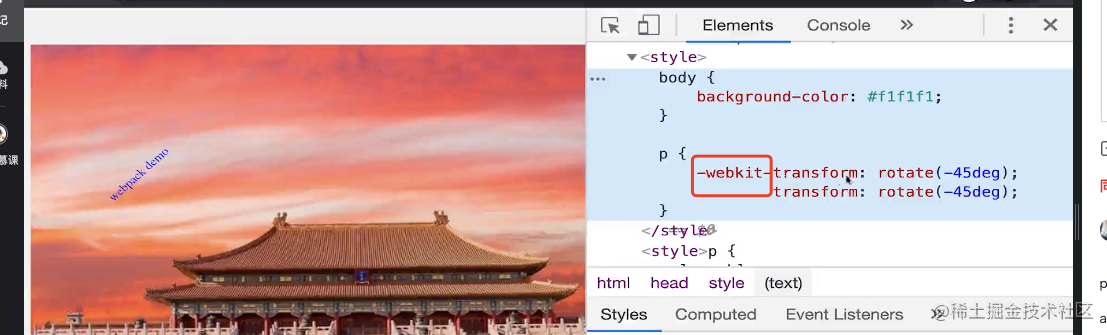 记
料
慕课
webpack demo
Elements
Console
<style>
body {
background-color: #f1f1f1;
}
p {
-webkit-transform: rotate(-45deg);
transform: rotate(-45deg);
}
</style>
<style>p {
html
head
style
(text)
Styles
Computed
Event Listeners
@稀土掘金技术社区
p
a